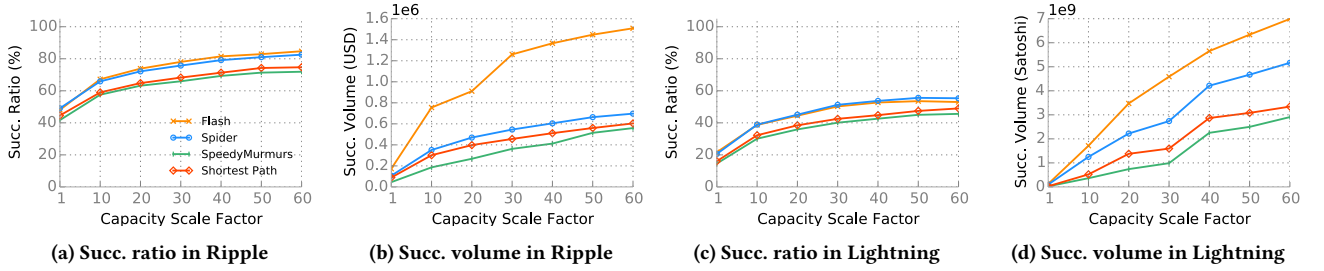 100
80
60
40
20
0
Succ. Ratio (%)
Flash
Spider
SpeedyMurmurs
Shortest Path
1 10 20 30 40 50 60
Capacity Scale Factor
(a) Succ. ratio in Ripple
1e6
1.6
1.4
1.2
1.0
0.8
0.6
0.4
0.2
0.0
Succ. Volume (USD)
1 10 20 30 40 50 60
Capacity Scale Factor
(b) Succ. volume in Ripple
100
80
60
40
20
0
Succ. Ratio (%)
1 10 20 30 40 50 60
Capacity Scale Factor
(c) Succ. ratio in Lightning
1e9
7
6
5
4
3
2
1
0
Succ. Volume (Satoshi)
1 10 20 30 40 50 60
Capacity Scale Factor
(d) Succ. volume in Lightning